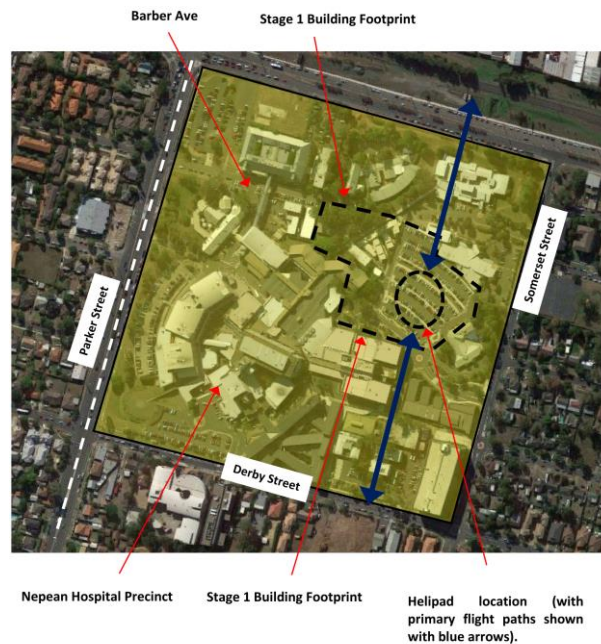 Barber Ave
Stage 1 Building Footprint
Parker Street
Somerset Street
Derby Street
Nepean Hospital Precinct
Stage 1 Building Footprint
Helipad location (with
primary flight paths shown
with blue arrows).